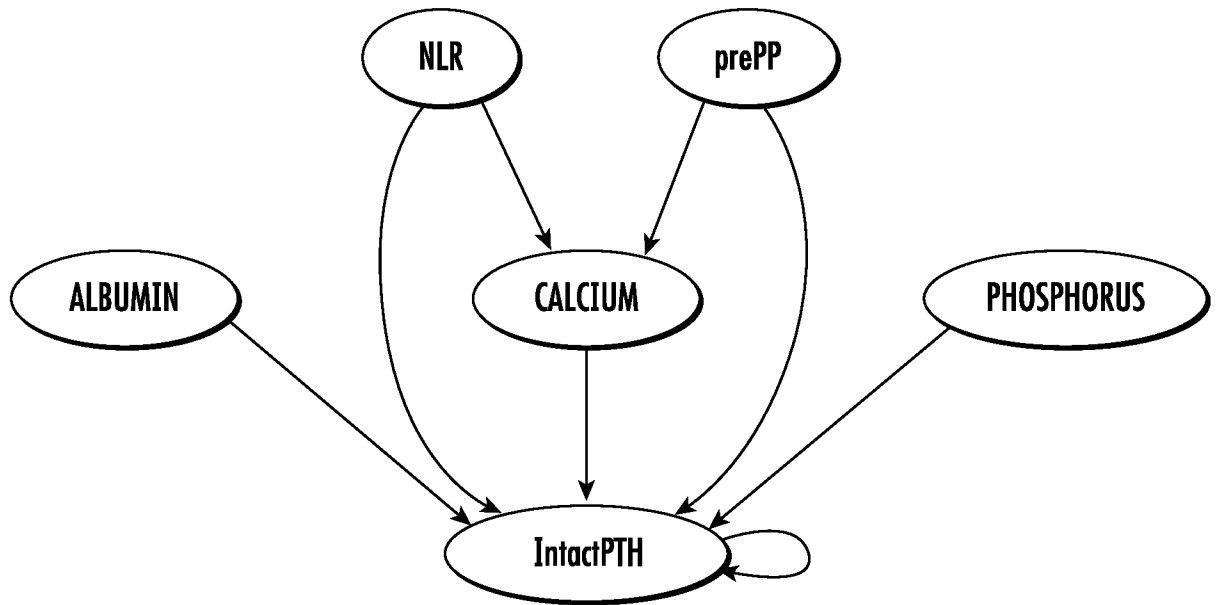 NLR
prePP
ALBUMIN
CALCIUM
PHOSPHORUS
IntactPTH